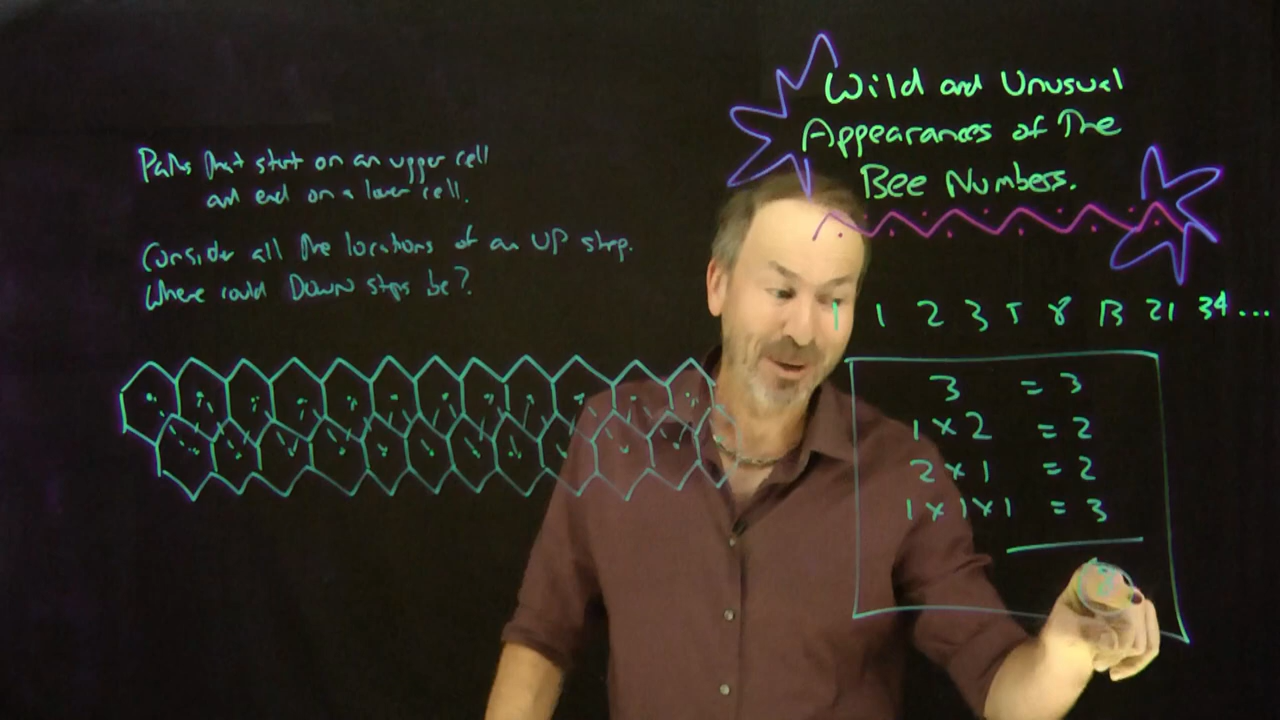 Wild and Unusual
Appearances of The
Bee Numbers.
Paths that start on an upper cell
and end on a lower cell.
Consider all the locations of an UP step.
Where could DOWN steps be?
1 1 2 3 5 8 13 21 34 ...
3 = 3
1 x 2 = 2
2 x 1 = 2
1 x 1 x 1 = 3